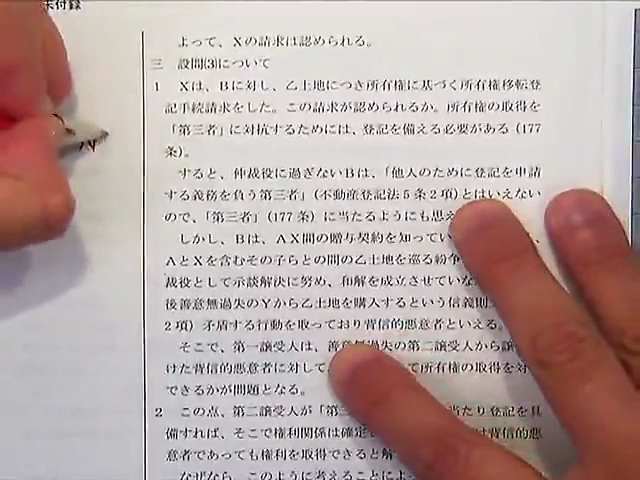 末付録
よって、Xの請求は認められる。
三 設問(3)について
1 Xは、Bに対し、乙土地につき所有権に基づく所有権移転登
記手続請求をした。この請求が認められるか。所有権の取得を
「第三者」に対抗するためには、登記を備える必要がある (177
条)。
すると、仲裁役に過ぎないBは、「他人のために登記を申請
する義務を負う第三者」(不動産登記法5条2項) とはいえない
ので、「第三者」(177 条) に当たるようにも思え
しかし、Bは、AX間の贈与契約を知ってい
AとXを含むその子らとの間の乙土地を巡る紛争
裁役として示談解決に努め、和解を成立させていな
後善意無過失のYから乙土地を購入するという信義則
2項) 矛盾する行動を取っており背信的悪意者といえる。
そこで、第一譲受人は、善意無過失の第二譲受人から譲
けた背信的悪意者に対して、 て所有権の取得を対
できるかが問題となる。
2 この点、第二譲受人が「第三 当たり登記を具
備すれば、そこで権利関係は確定 は背信的悪
意者であっても権利を取得できると解
なぜなら、このように考えることによっ